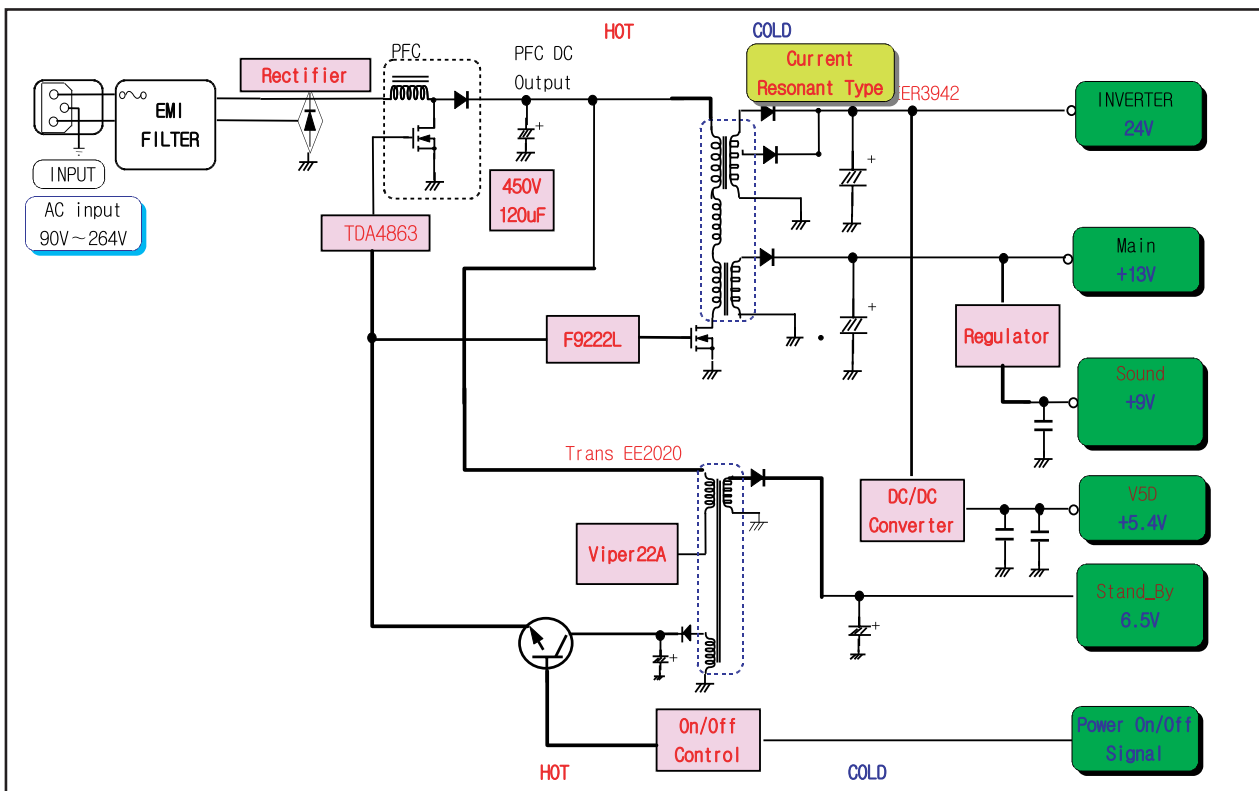 HOT
COLD
PFC
PFC DC
Output
Current
Resonant Type
EER3942
Rectifier
INVERTER
24V
EMI
FILTER
INPUT
AC input
90V~264V
450V
120uF
TDA4863
Main
+13V
F9222L
Regulator
Sound
+9V
Trans EE2020
DC/DC
Converter
V5D
+5.4V
Viper22A
Stand_By
6.5V
On/Off
Control
Power On/Off
Signal
HOT
COLD